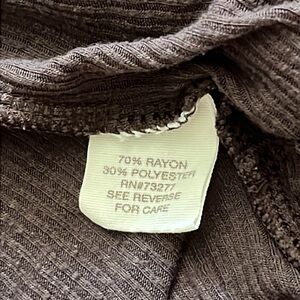 70% RAYON
30% POLYESTER
RN#73277
SEE REVERSE
FOR CARE